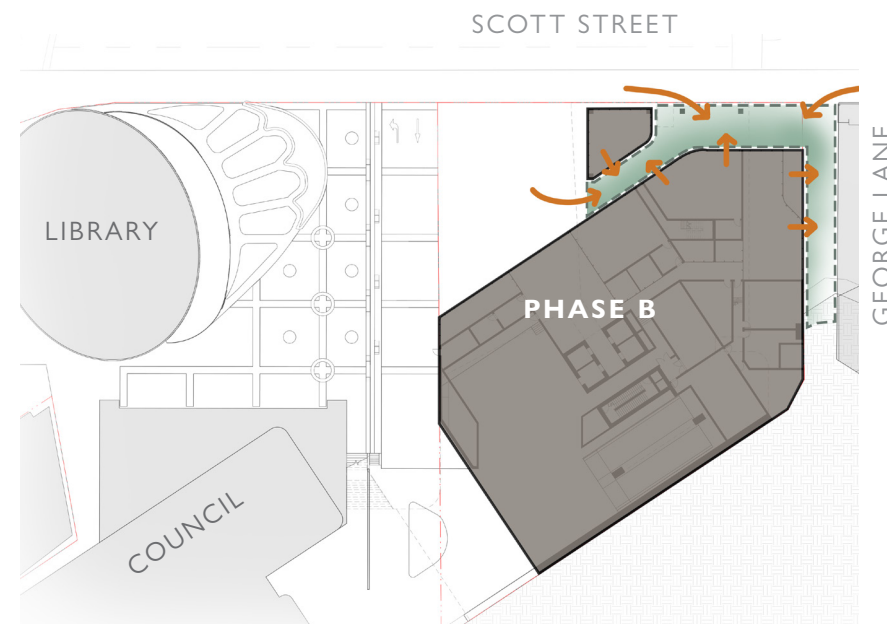 SCOTT STREET
LIBRARY
PHASE B
GEORGE LANE
COUNCIL